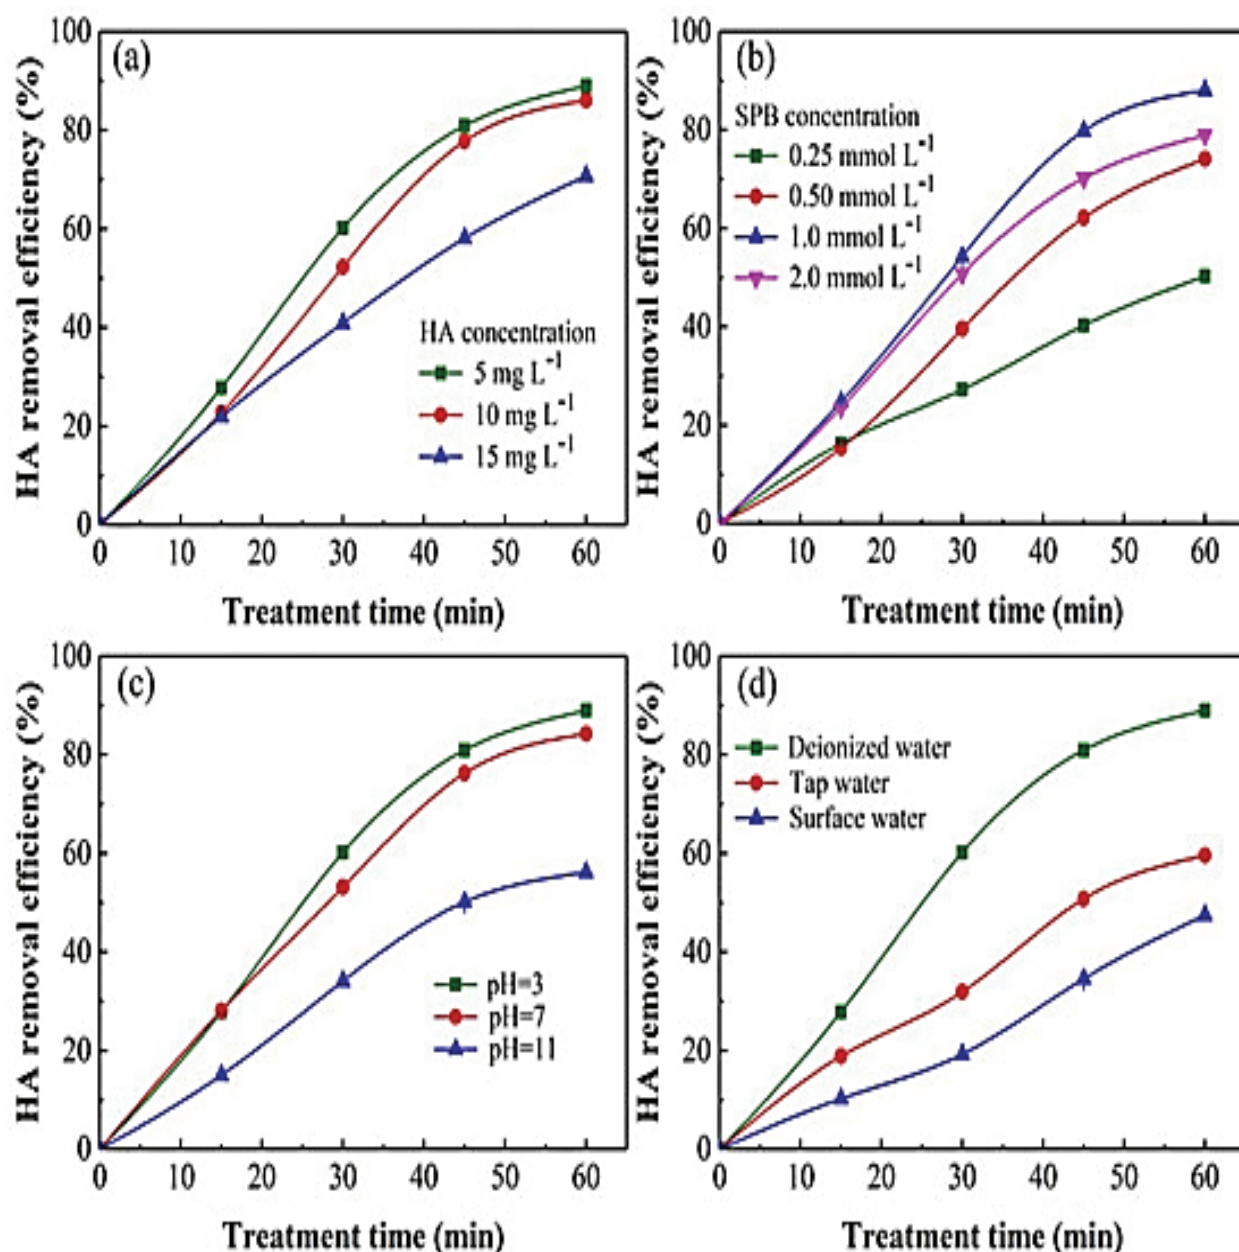 (a)
HA removal efficiency (%)
100
80
60
40
20
0
HA concentration
5 mg L⁻¹
10 mg L⁻¹
15 mg L⁻¹
0 10 20 30 40 50 60
Treatment time (min)
(b)
HA removal efficiency (%)
100
80
60
40
20
0
SPB concentration
0.25 mmol L⁻¹
0.50 mmol L⁻¹
1.0 mmol L⁻¹
2.0 mmol L⁻¹
0 10 20 30 40 50 60
Treatment time (min)
(c)
HA removal efficiency (%)
100
80
60
40
20
0
pH=3
pH=7
pH=11
0 10 20 30 40 50 60
Treatment time (min)
(d)
HA removal efficiency (%)
100
80
60
40
20
0
Deionized water
Tap water
Surface water
0 10 20 30 40 50 60
Treatment time (min)